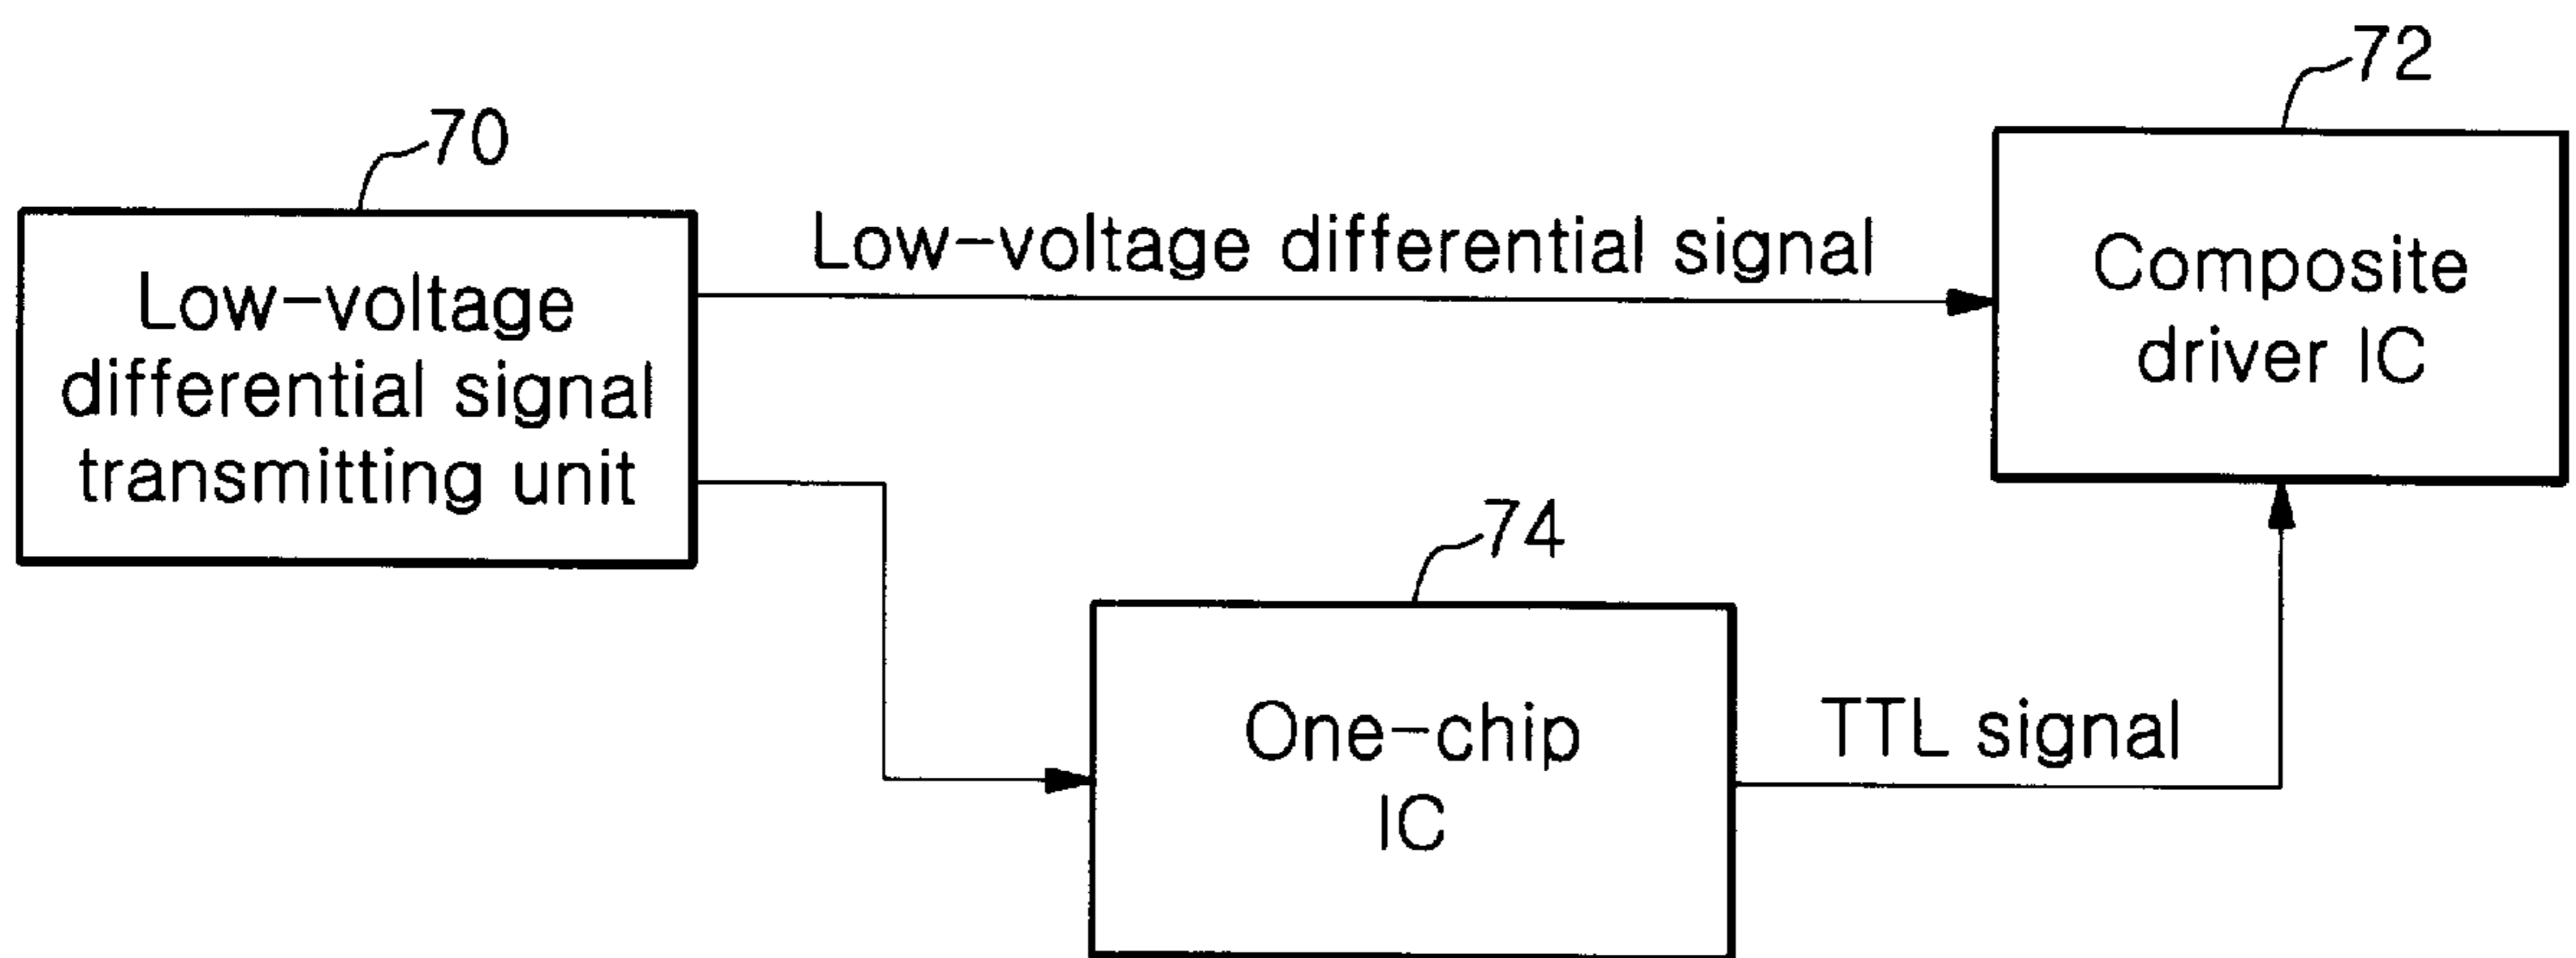 72
70
Low-voltage differential signal
Composite
driver IC
Low-voltage
differential signal
transmitting unit
74
One-chip
IC
TTL signal